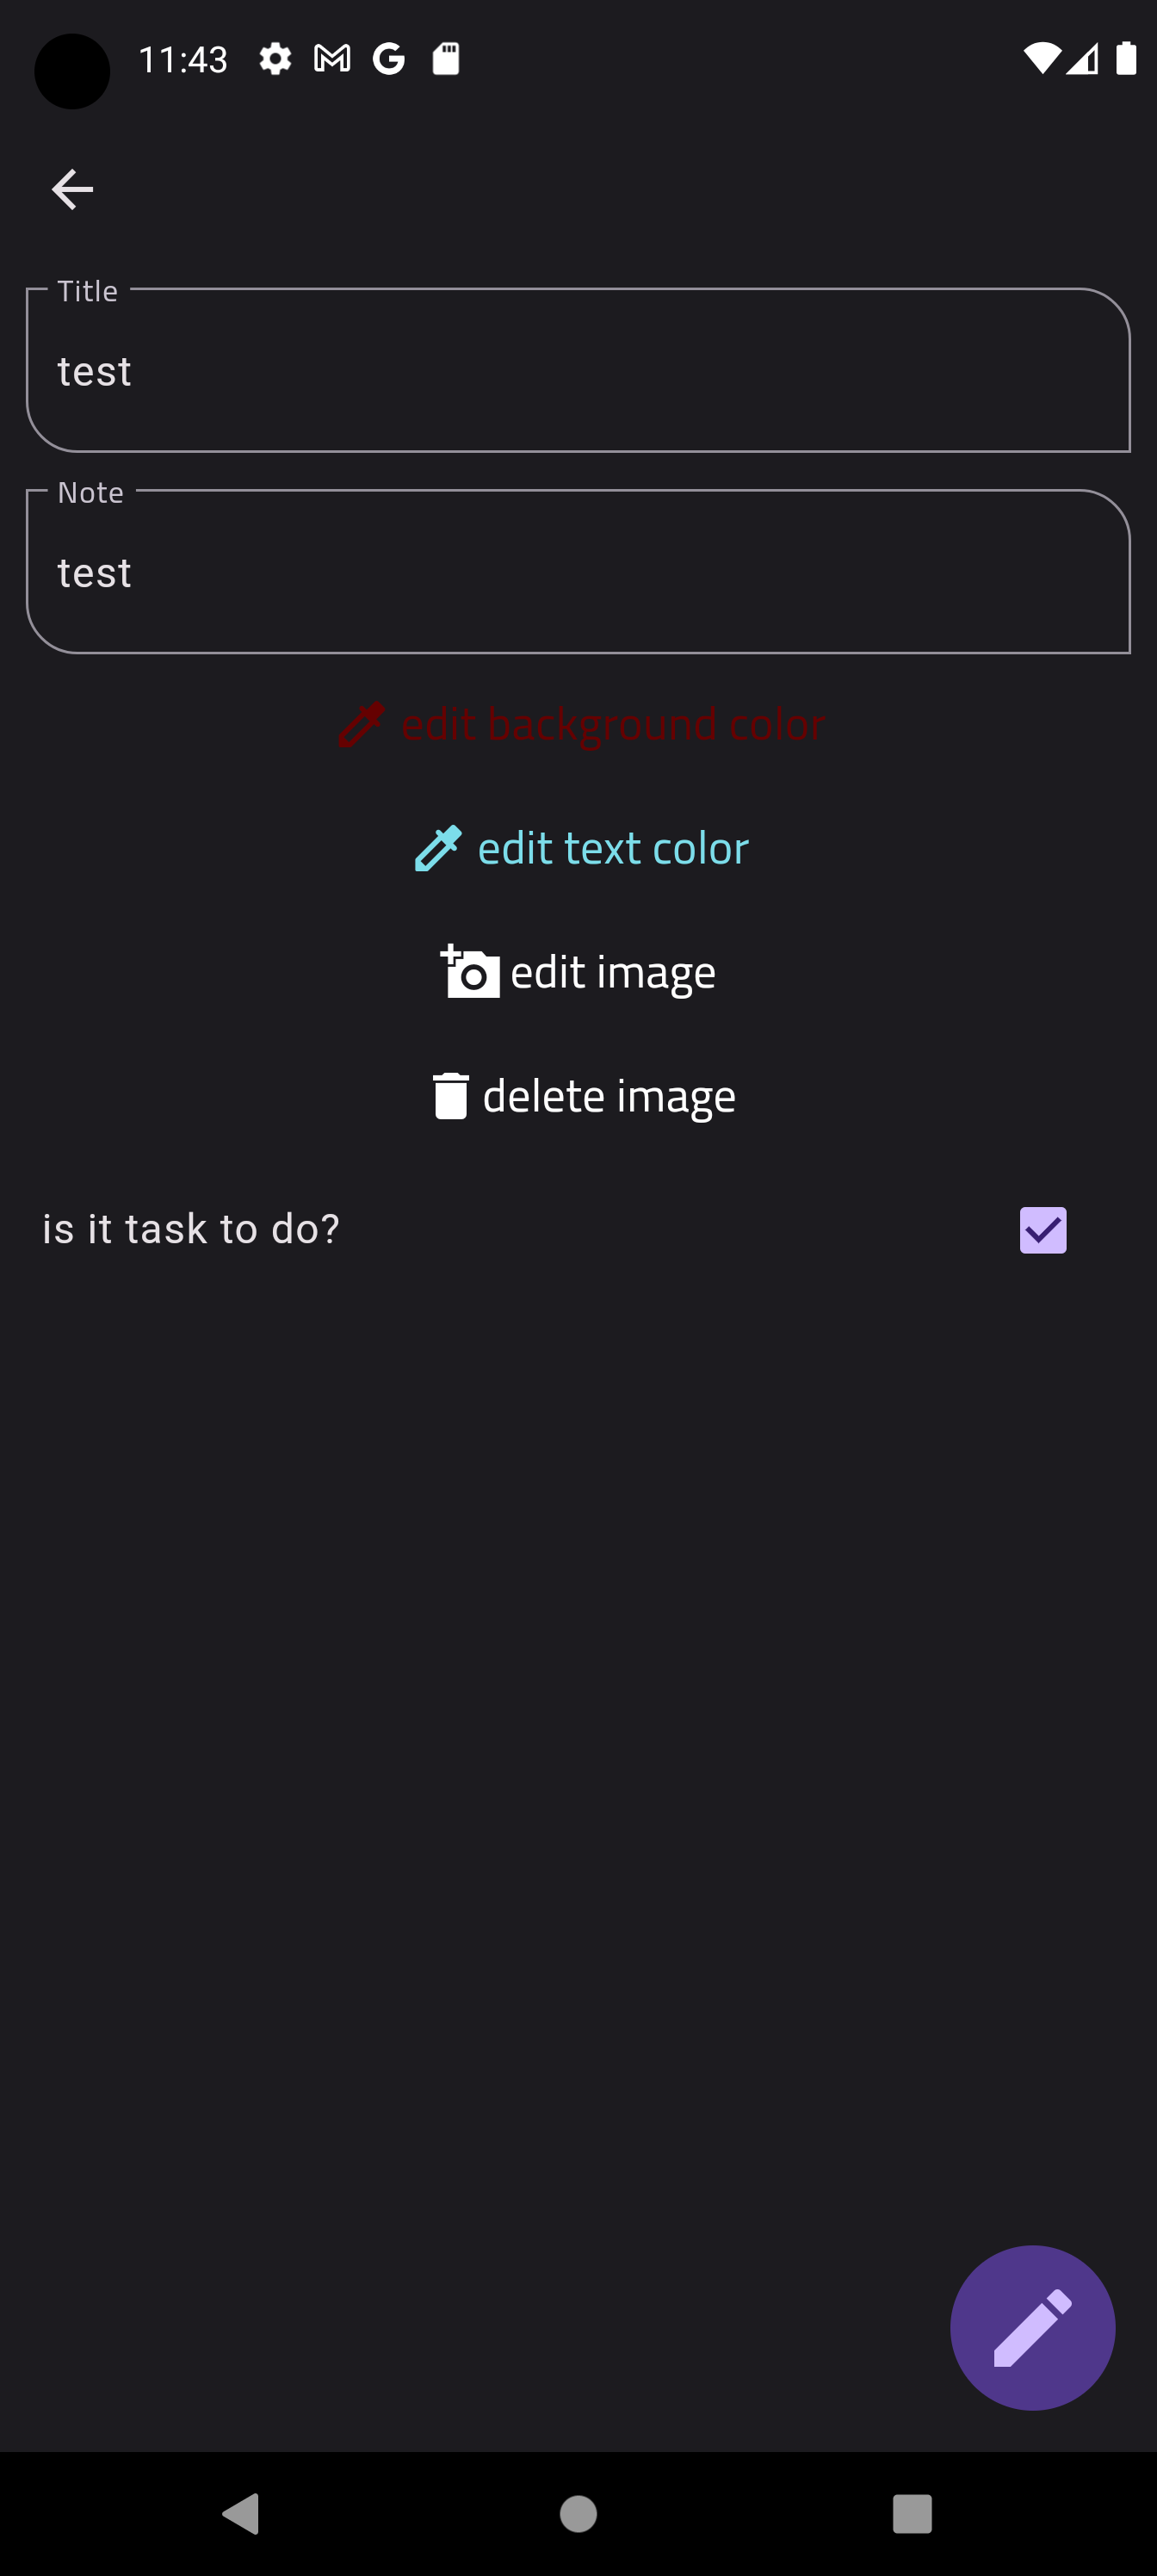 11:43
Title
test
Note
test
edit background color
edit text color
edit image
delete image
is it task to do?